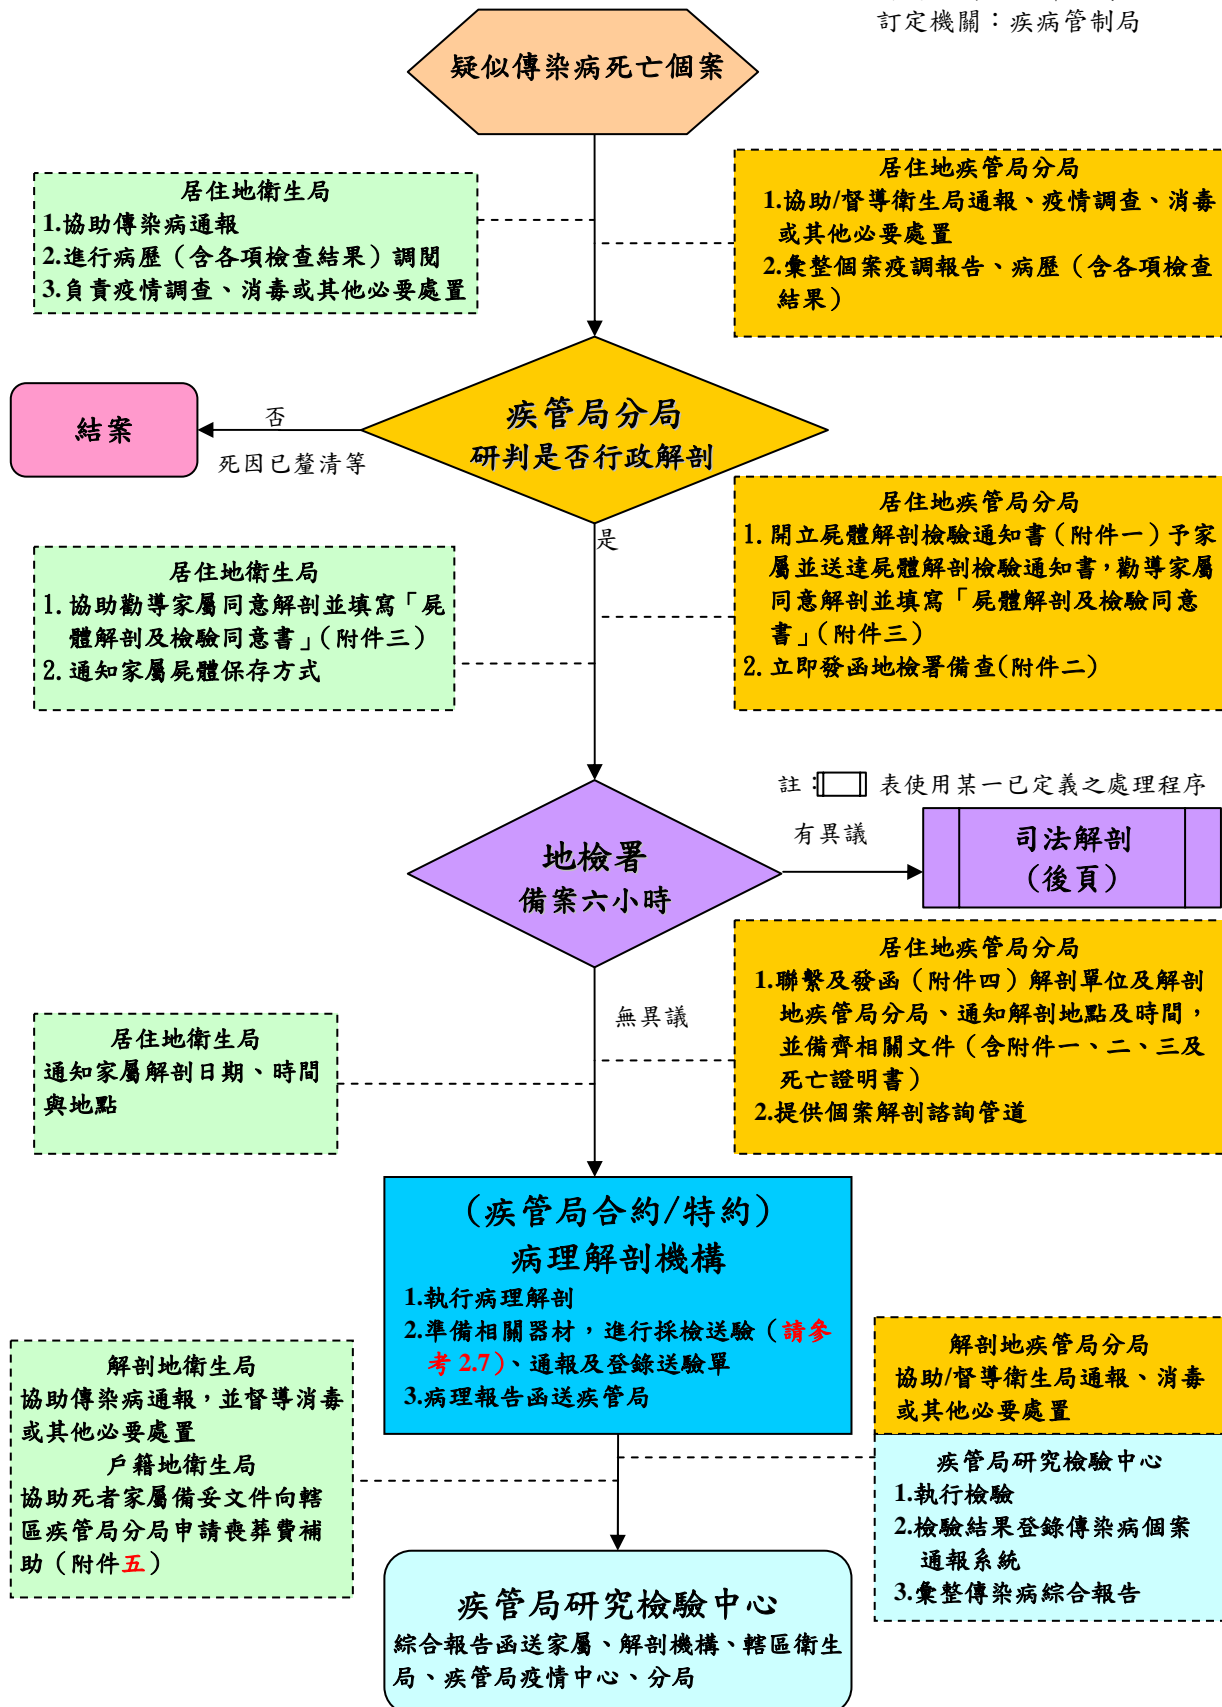 訂定機關：疾病管制局
疑似傳染病死亡個案
居住地衛生局
1.協助傳染病通報
2.進行病歷（含各項檢查結果）調閱
3.負責疫情調查、消毒或其他必要處置
居住地疾管局分局
1.協助/督導衛生局通報、疫情調查、消毒
或其他必要處置
2.彙整個案疫調報告、病歷（含各項檢查
結果）
疾管局分局
研判是否行政解剖
否
死因已釐清等
結案
是
居住地衛生局
1. 協助勸導家屬同意解剖並填寫「屍
體解剖及檢驗同意書」（附件三）
2. 通知家屬屍體保存方式
居住地疾管局分局
1. 開立屍體解剖檢驗通知書（附件一）予家
屬並送達屍體解剖檢驗通知書，勸導家屬
同意解剖並填寫「屍體解剖及檢驗同意
書」（附件三）
2. 立即發函地檢署備查(附件二)
註： 表使用某一已定義之處理程序
地檢署
備案六小時
有異議
司法解剖
（後頁）
無異議
居住地衛生局
通知家屬解剖日期、時間
與地點
居住地疾管局分局
1.聯繫及發函（附件四）解剖單位及解剖
地疾管局分局、通知解剖地點及時間，
並備齊相關文件（含附件一、二、三及
死亡證明書）
2.提供個案解剖諮詢管道
（疾管局合約/特約）
病理解剖機構
1.執行病理解剖
2.準備相關器材，進行採檢送驗（請參
考 2.7）、通報及登錄送驗單
3.病理報告函送疾管局
解剖地衛生局
協助傳染病通報，並督導消毒
或其他必要處置
戶籍地衛生局
協助死者家屬備妥文件向轄
區疾管局分局申請喪葬費補
助（附件五）
解剖地疾管局分局
協助/督導衛生局通報、消毒
或其他必要處置
疾管局研究檢驗中心
1.執行檢驗
2.檢驗結果登錄傳染病個案
通報系統
3.彙整傳染病綜合報告
疾管局研究檢驗中心
綜合報告函送家屬、解剖機構、轄區衛生
局、疾管局疫情中心、分局